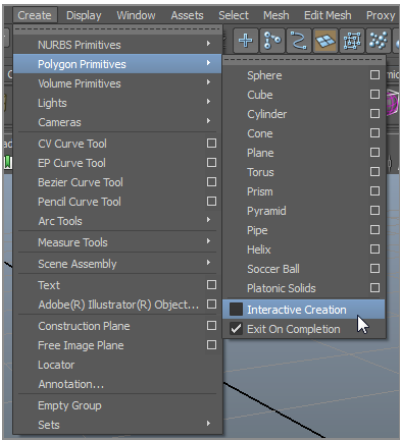 Create Display Window Assets Select Mesh Edit Mesh Proxy
NURBS Primitives
Polygon Primitives
Volume Primitives
Lights
Cameras
CV Curve Tool
EP Curve Tool
Bezier Curve Tool
Pencil Curve Tool
Arc Tools
Measure Tools
Scene Assembly
Text
Adobe(R) Illustrator(R) Object...
Construction Plane
Free Image Plane
Locator
Annotation...
Empty Group
Sets
Sphere
Cube
Cylinder
Cone
Plane
Torus
Prism
Pyramid
Pipe
Helix
Soccer Ball
Platonic Solids
Interactive Creation
Exit On Completion